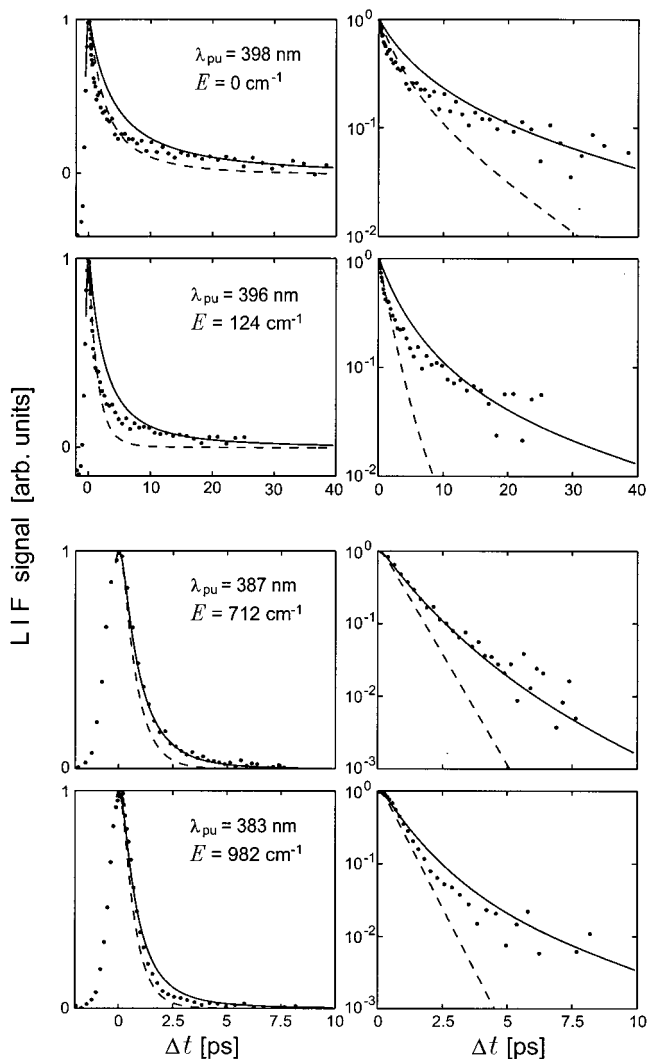 1
0
λpu = 398 nm
E = 0 cm-1
10^0
10^-1
10^-2
1
0
λpu = 396 nm
E = 124 cm-1
0 10 20 30 40
10^0
10^-1
10^-2
0 10 20 30 40
LIF signal [arb. units]
1
0
λpu = 387 nm
E = 712 cm-1
10^0
10^-1
10^-2
10^-3
1
0
λpu = 383 nm
E = 982 cm-1
0 2.5 5 7.5 10
10^0
10^-1
10^-2
10^-3
0 2.5 5 7.5 10
Δt [ps]
Δt [ps]